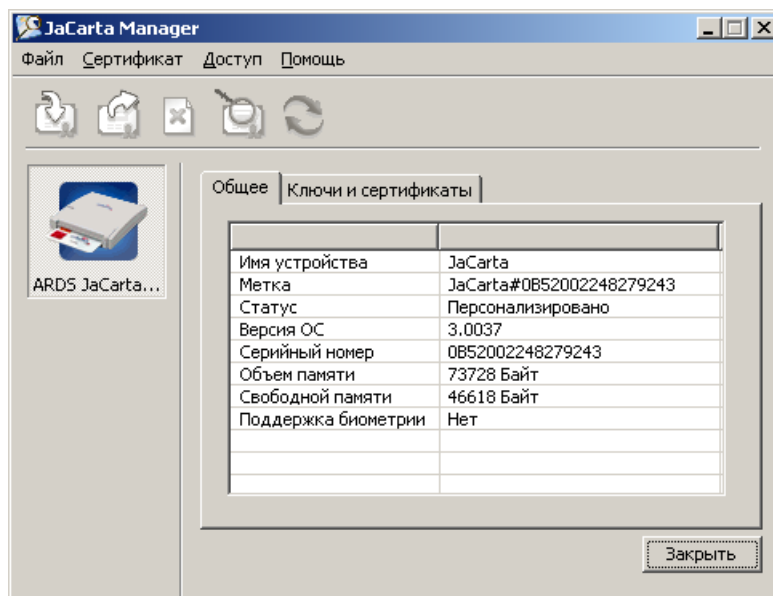 JaCarta Manager
Файл Сертификат Доступ Помощь
ARDS JaCarta...
Общее Ключи и сертификаты
Имя устройства JaCarta
Метка JaCarta#0B52002248279243
Статус Персонализировано
Версия ОС 3.0037
Серийный номер 0B52002248279243
Объем памяти 73728 Байт
Свободной памяти 46618 Байт
Поддержка биометрии Нет
Закрыть